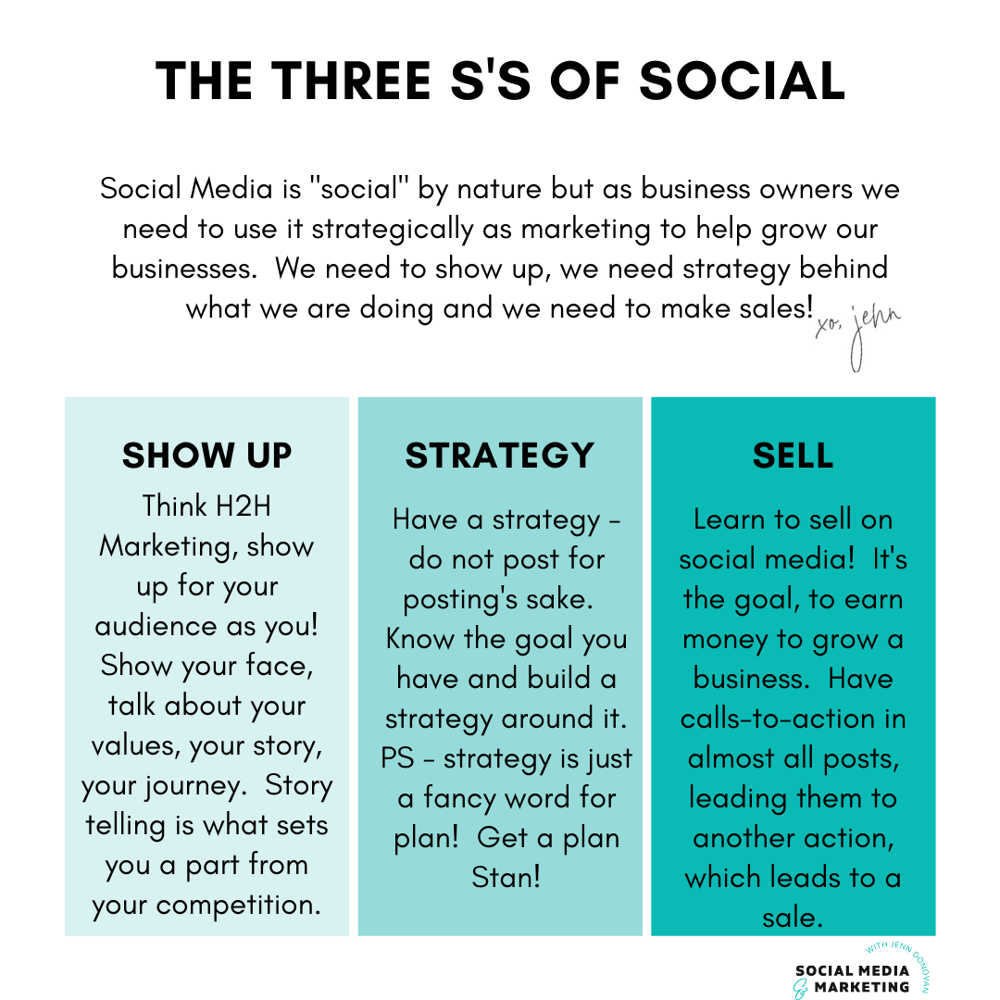 THE THREE S'S OF SOCIAL
Social Media is "social" by nature but as business owners we
need to use it strategically as marketing to help grow our
businesses.  We need to show up, we need strategy behind
what we are doing and we need to make sales!
xo, jenn
SHOW UP
Think H2H
Marketing, show
up for your
audience as you!
Show your face,
talk about your
values, your story,
your journey.  Story
telling is what sets
you a part from
your competition.
STRATEGY
Have a strategy -
do not post for
posting's sake.
Know the goal you
have and build a
strategy around it.
PS - strategy is just
a fancy word for
plan!  Get a plan
Stan!
SELL
Learn to sell on
social media!  It's
the goal, to earn
money to grow a
business.  Have
calls-to-action in
almost all posts,
leading them to
another action,
which leads to a
sale.
WITH JENN DONOVAN
SOCIAL MEDIA
& MARKETING